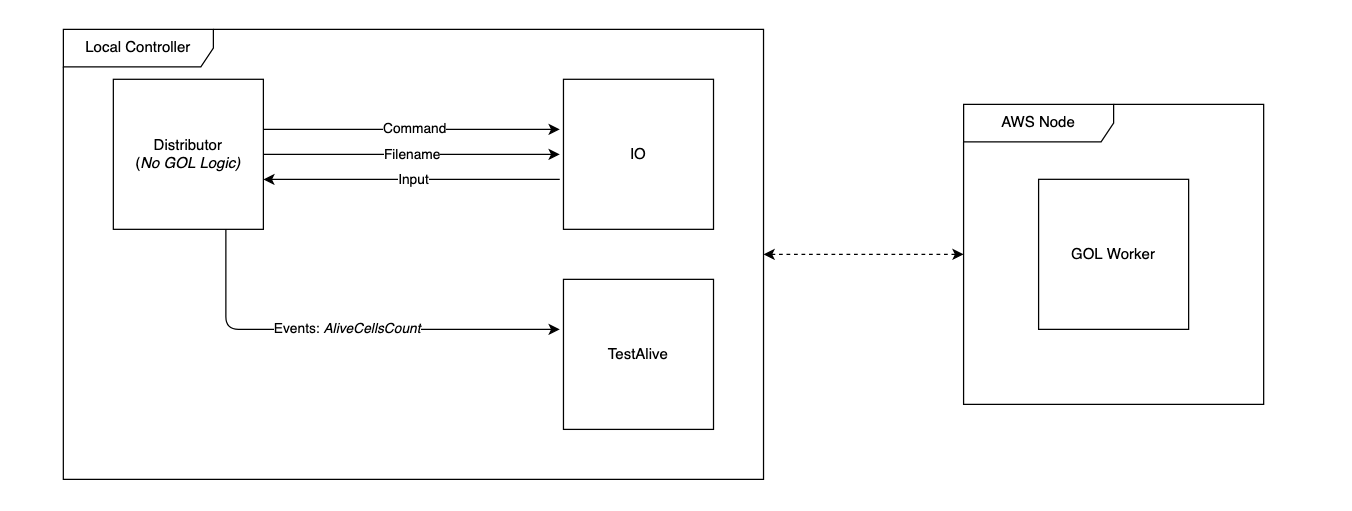 Local Controller
Distributor
(No GOL Logic)
Command
Filename
Input
IO
Events: AliveCellsCount
TestAlive
AWS Node
GOL Worker